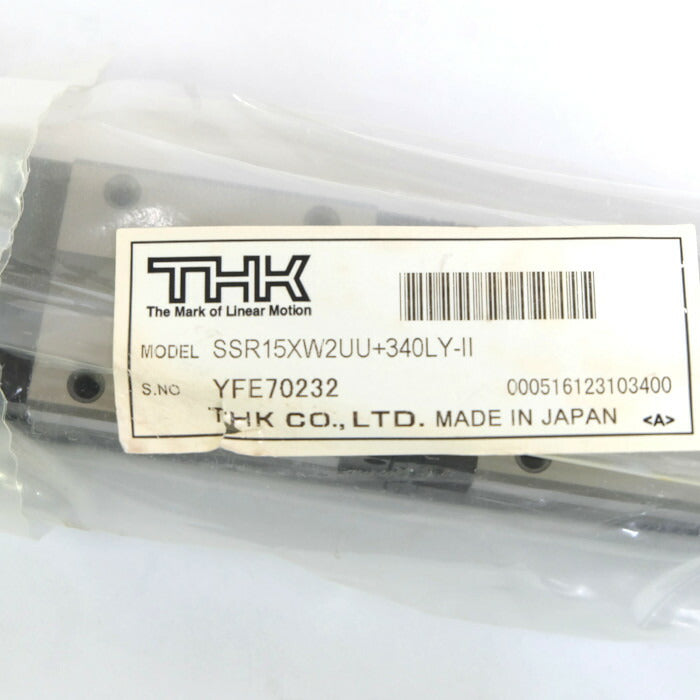 THK
The Mark of Linear Motion
MODEL SSR15XW2UU+340LY-II
S.NO YFE70232 000516123103400
THK CO.,LTD. MADE IN JAPAN <A>